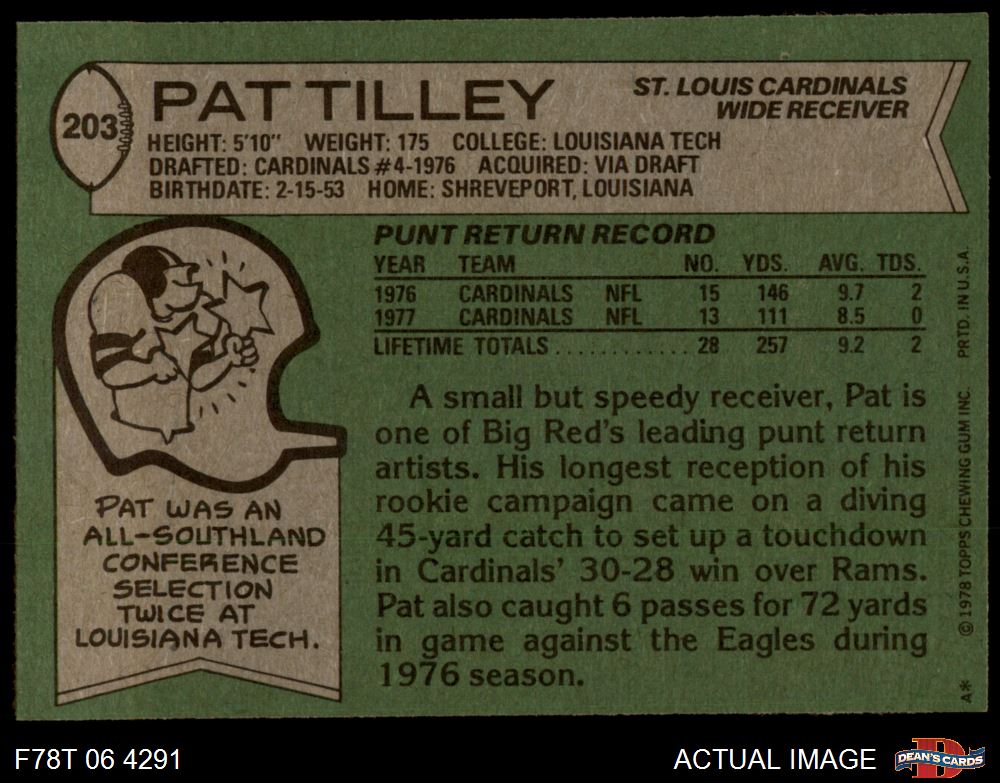 203
PAT TILLEY
ST. LOUIS CARDINALS
WIDE RECEIVER
HEIGHT: 5'10" WEIGHT: 175 COLLEGE: LOUISIANA TECH
DRAFTED: CARDINALS #4-1976 ACQUIRED: VIA DRAFT
BIRTHDATE: 2-15-53 HOME: SHREVEPORT, LOUISIANA
PUNT RETURN RECORD
YEAR TEAM NO. YDS. AVG. TDS.
1976 CARDINALS NFL 15 146 9.7 2
1977 CARDINALS NFL 13 111 8.5 0
LIFETIME TOTALS ............ 28 257 9.2 2
A small but speedy receiver, Pat is
one of Big Red's leading punt return
artists. His longest reception of his
rookie campaign came on a diving
45-yard catch to set up a touchdown
in Cardinals' 30-28 win over Rams.
Pat also caught 6 passes for 72 yards
in game against the Eagles during
1976 season.
PAT WAS AN
ALL-SOUTHLAND
CONFERENCE
SELECTION
TWICE AT
LOUISIANA TECH.
A* © 1978 TOPPS CHEWING GUM INC. PRTD. IN U.S.A.
F78T 06 4291
ACTUAL IMAGE
D
DEAN'S CARDS